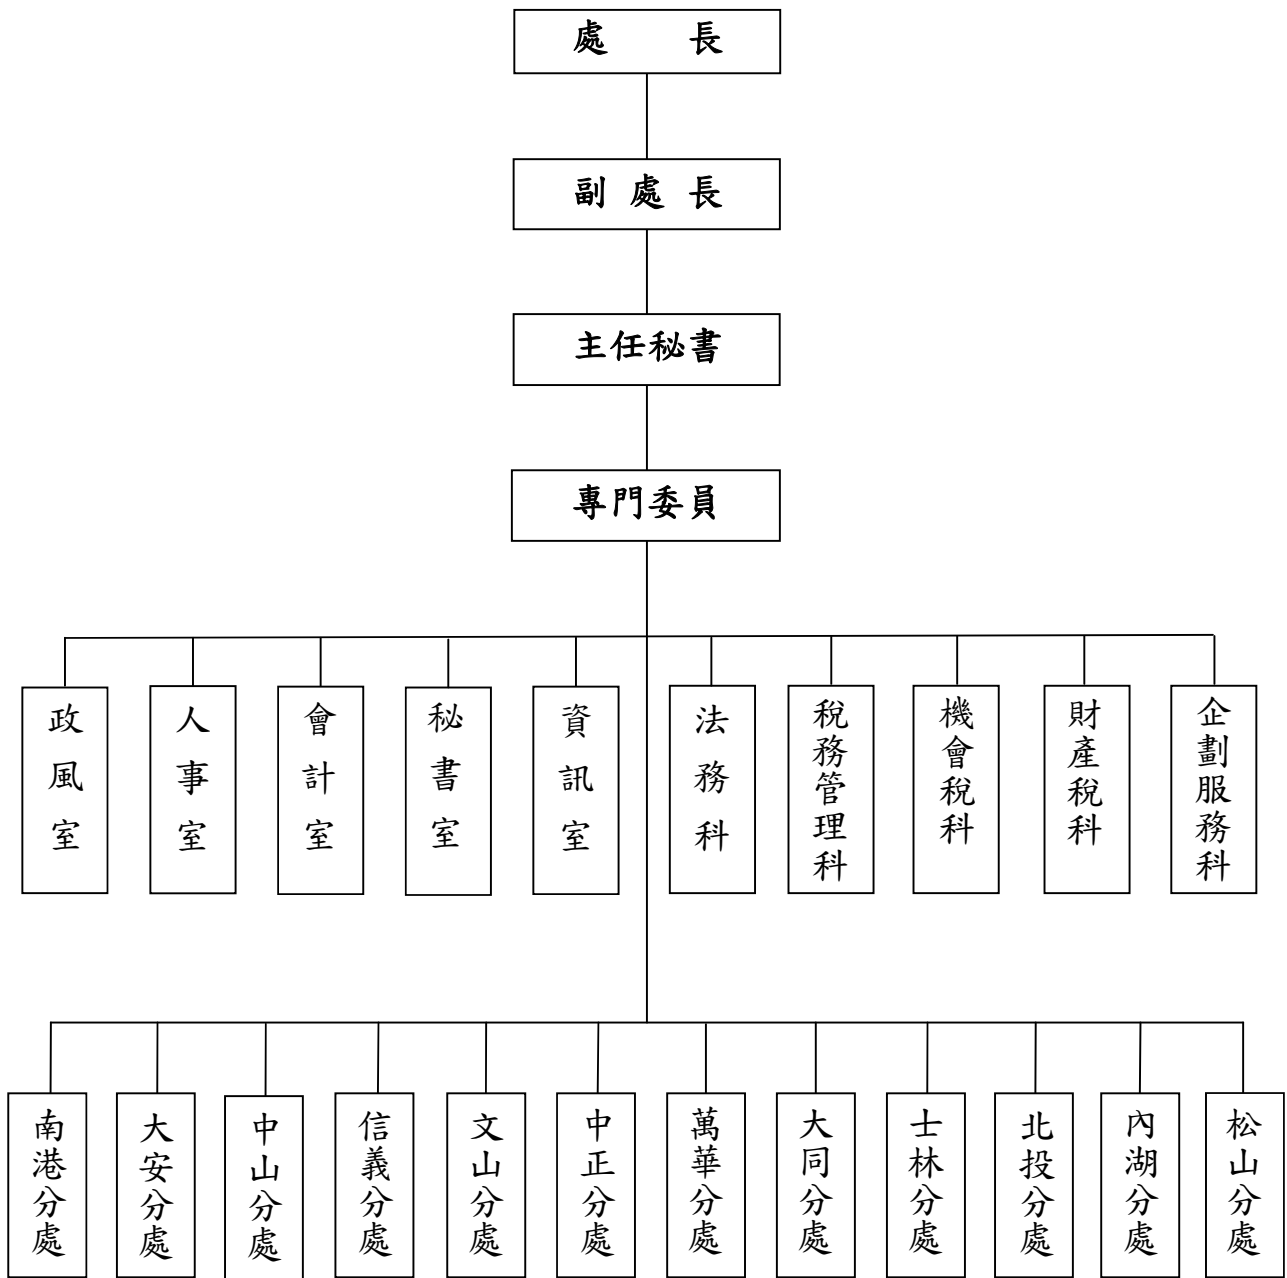 處 長
副 處 長
主任秘書
專門委員
政風室
人事室
會計室
秘書室
資訊室
法務科
稅務管理科
機會稅科
財產稅科
企劃服務科
南港分處
大安分處
中山分處
信義分處
文山分處
中正分處
萬華分處
大同分處
士林分處
北投分處
內湖分處
松山分處